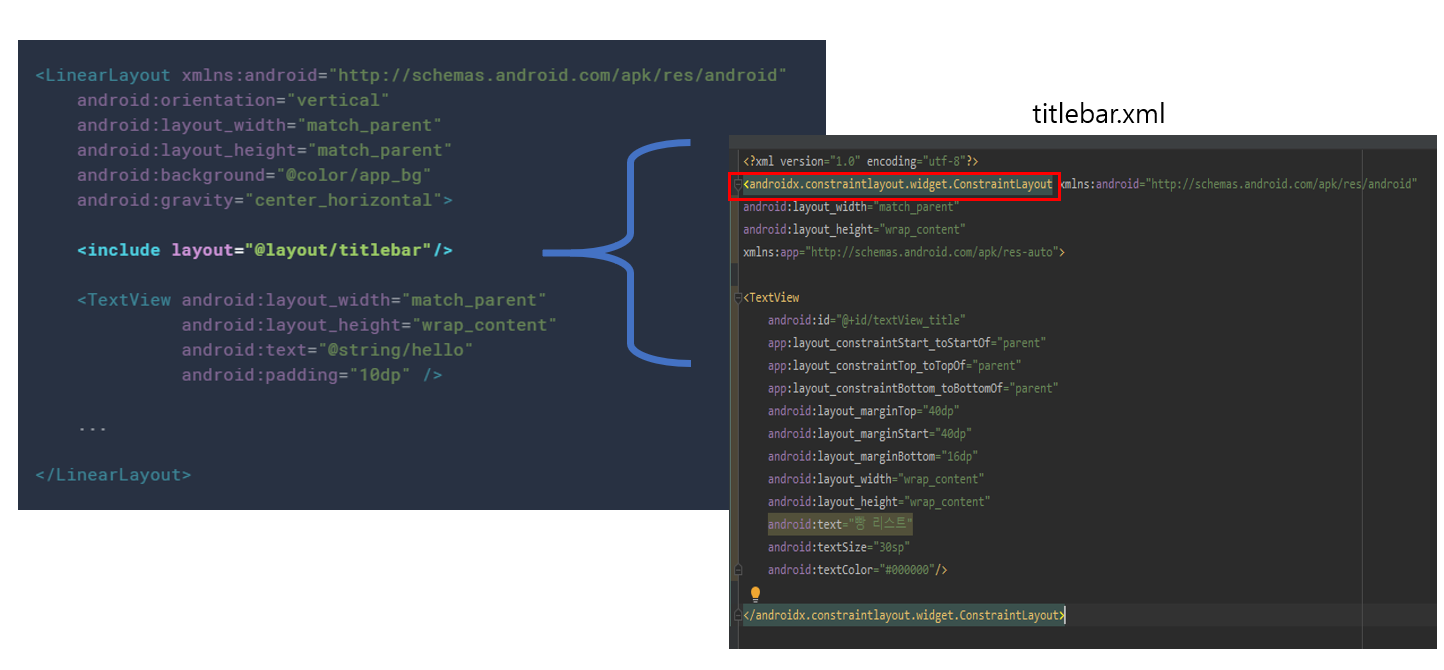 <LinearLayout xmlns:android="http://schemas.android.com/apk/res/android"
android:orientation="vertical"
android:layout_width="match_parent"
android:layout_height="match_parent"
android:background="@color/app_bg"
android:gravity="center_horizontal">
<include layout="@layout/titlebar"/>
<TextView android:layout_width="match_parent"
android:layout_height="wrap_content"
android:text="@string/hello"
android:padding="10dp" />
...
</LinearLayout>
titlebar.xml
<?xml version="1.0" encoding="utf-8"?>
<androidx.constraintlayout.widget.ConstraintLayout xmlns:android="http://schemas.android.com/apk/res/android"
android:layout_width="match_parent"
android:layout_height="wrap_content"
xmlns:app="http://schemas.android.com/apk/res-auto">
<TextView
android:id="@+id/textView_title"
app:layout_constraintStart_toStartOf="parent"
app:layout_constraintTop_toTopOf="parent"
app:layout_constraintBottom_toBottomOf="parent"
android:layout_marginTop="40dp"
android:layout_marginStart="40dp"
android:layout_marginBottom="16dp"
android:layout_width="wrap_content"
android:layout_height="wrap_content"
android:text="빵 리스트"
android:textSize="30sp"
android:textColor="#000000"/>
</androidx.constraintlayout.widget.ConstraintLayout>